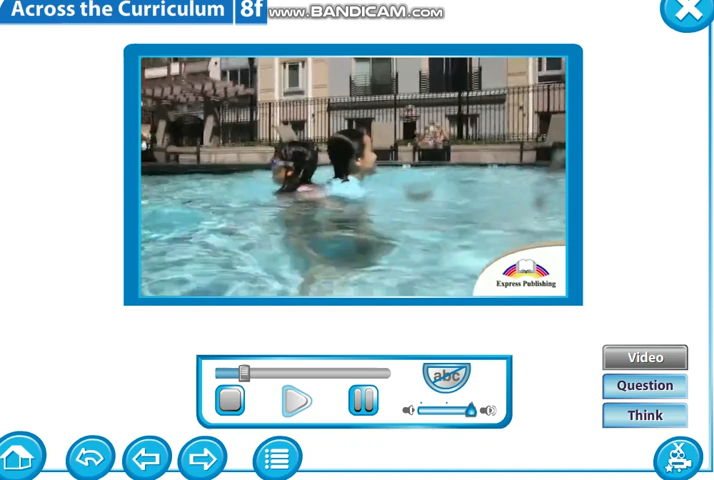 Across the Curriculum 8f www.BANDICAM.com
Express Publishing
abc
Video
Question
Think